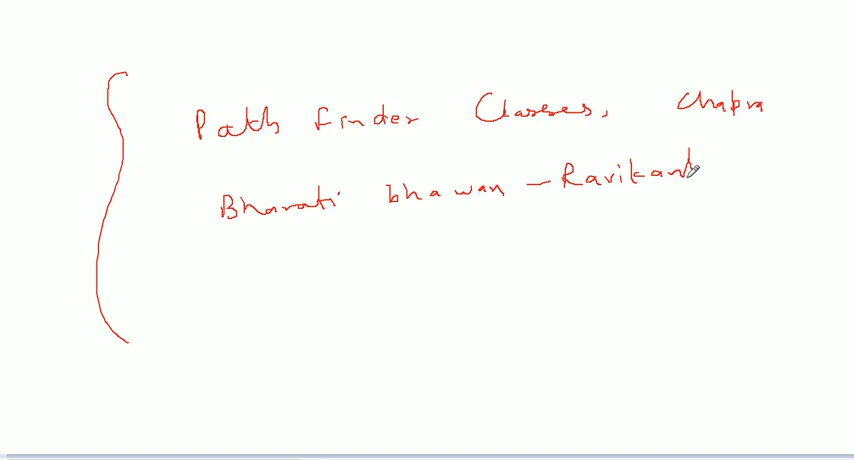 Path Finder Classes, Chapra
Bharati bhawan - Ravikant